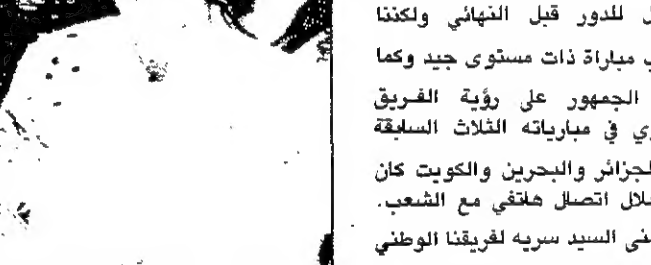 للدور قبل النهائي ولكننا
مباراة ذات مستوى جيد وكما
الجمهور على رؤية الفريق
في مبارياته الثلاث السابقة
الجزائر والبحرين والكويت كان
اتصال هاتفي مع الشعب.
السيد سريه لفريقنا الوطني